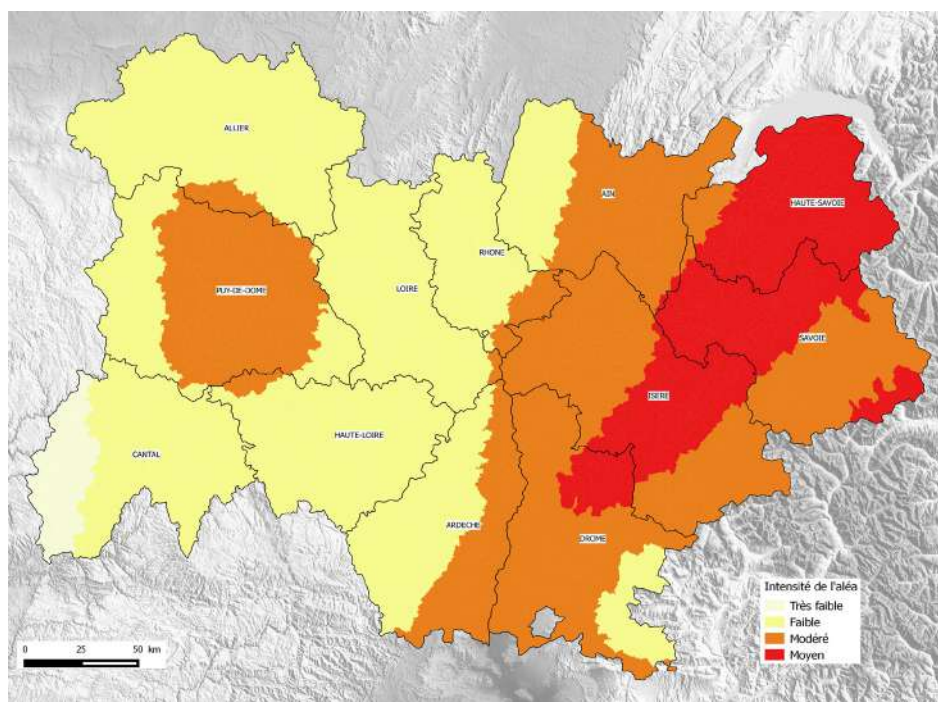 ALLIER
AIN
HAUTE-SAVOIE
PUY-DE-DOME
LOIRE
RHONE
SAVOIE
ISERE
CANTAL
HAUTE-LOIRE
ARDECHE
DROME
Intensité de l'aléa
Très faible
Faible
Modéré
Moyen
0 25 50 km